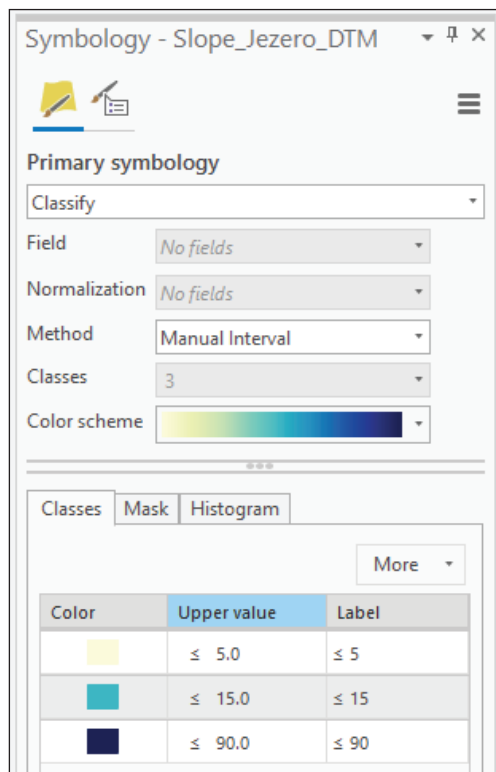 Symbology - Slope_Jezero_DTM
Primary symbology
Classify
Field No fields
Normalization No fields
Method Manual Interval
Classes 3
Color scheme
Classes Mask Histogram
More
Color Upper value Label
≤ 5.0 ≤ 5
≤ 15.0 ≤ 15
≤ 90.0 ≤ 90